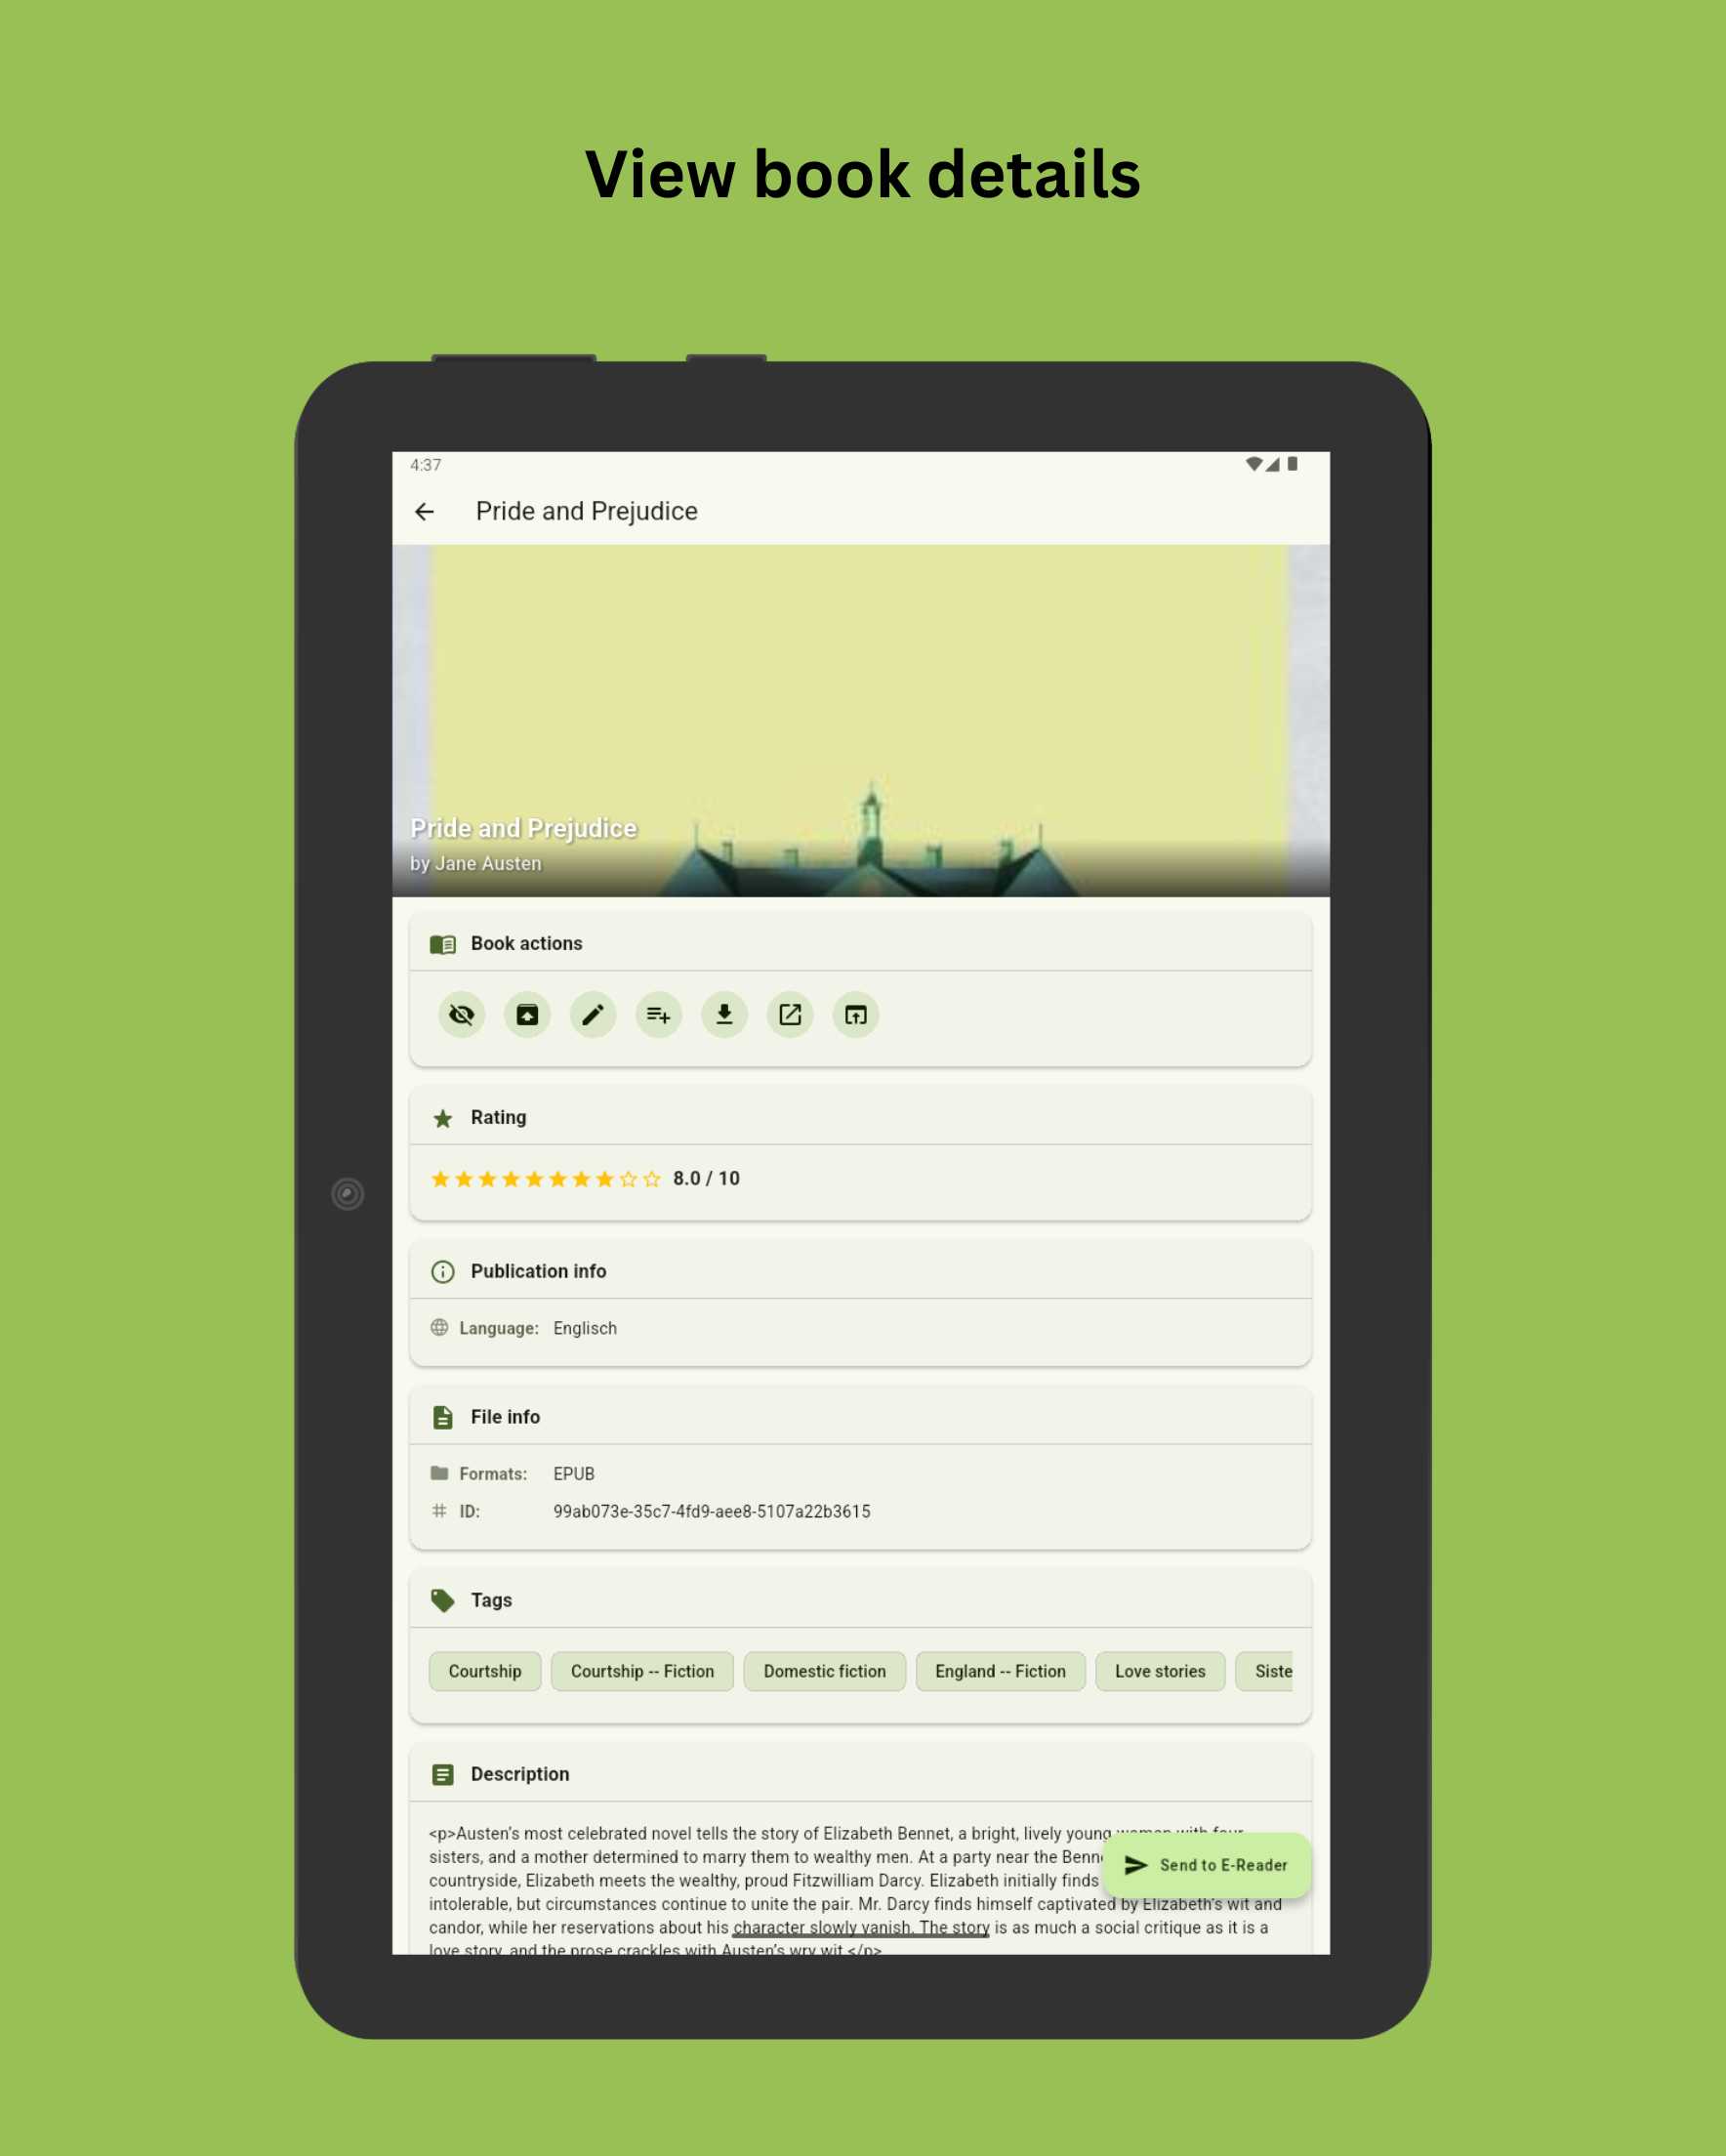 View book details
4:37
Pride and Prejudice
Pride and Prejudice
by Jane Austen
Book actions
Rating
8.0 / 10
Publication info
Language: Englisch
File info
Formats: EPUB
ID: 99ab073e-35c7-4fd9-aee8-5107a22b3615
Tags
Courtship Courtship -- Fiction Domestic fiction England -- Fiction Love stories Siste
Description
<p>Austen’s most celebrated novel tells the story of Elizabeth Bennet, a bright, lively young woman with four
sisters, and a mother determined to marry them to wealthy men. At a party near the Benne
countryside, Elizabeth meets the wealthy, proud Fitzwilliam Darcy. Elizabeth initially finds
intolerable, but circumstances continue to unite the pair. Mr. Darcy finds himself captivated by Elizabeth’s wit and
candor, while her reservations about his character slowly vanish. The story is as much a social critique as it is a
love story, and the prose crackles with Austen’s wry wit.</p>
Send to E-Reader